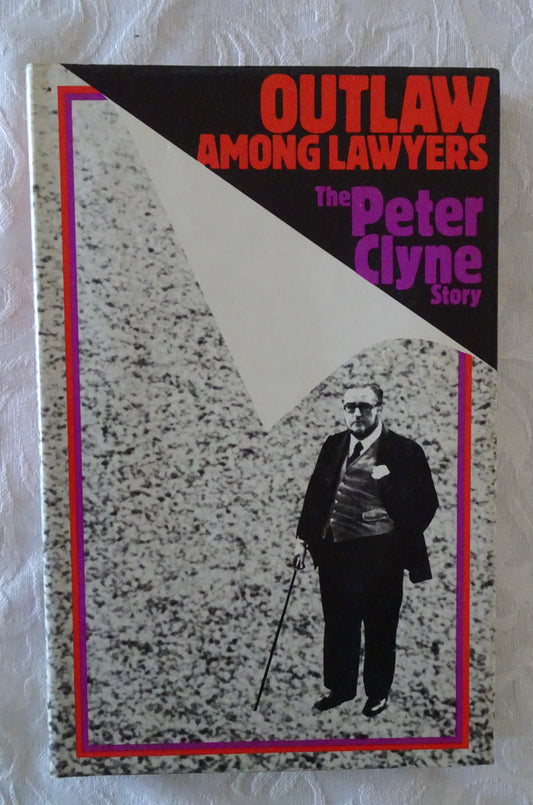 OUTLAW
AMONG LAWYERS
The Peter
Clyne
Story